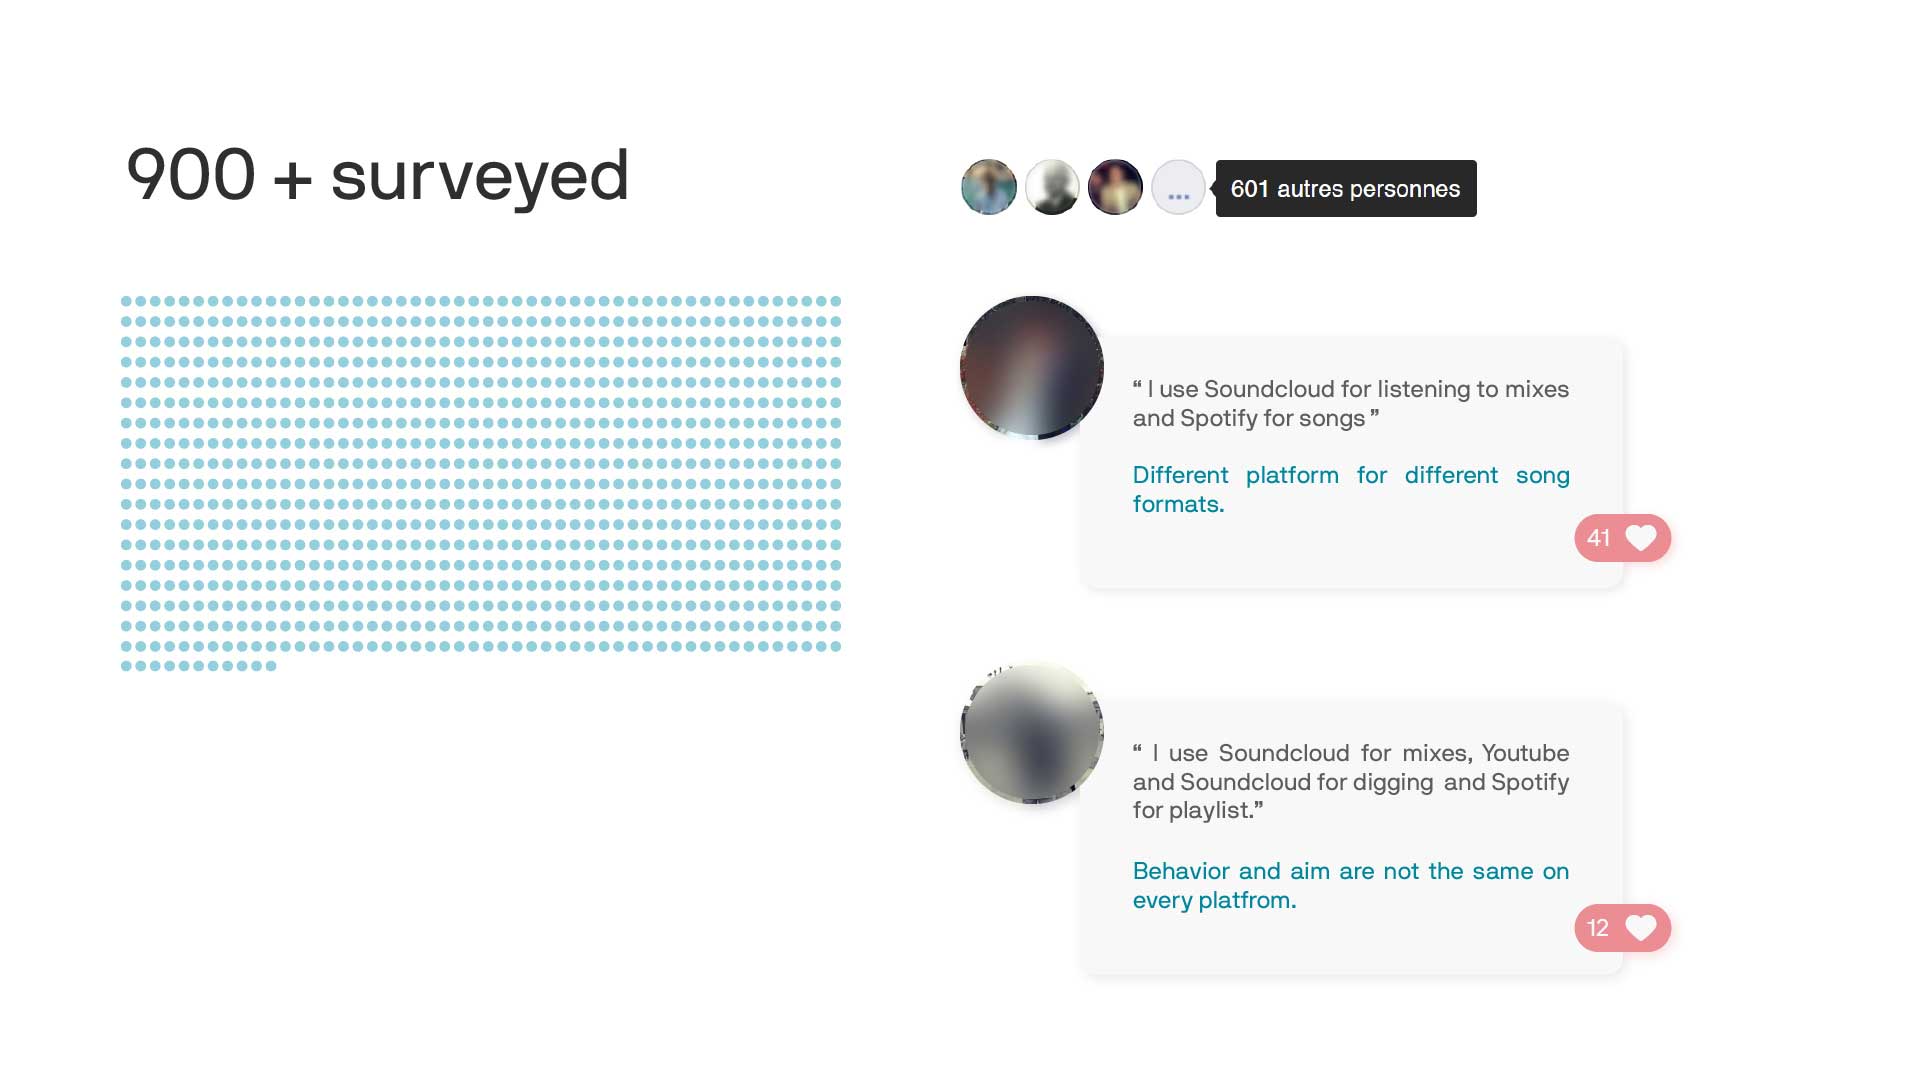 900 + surveyed
601 autres personnes
“ I use Soundcloud for listening to mixes
and Spotify for songs ”
Different platform for different song
formats.
41
“ I use Soundcloud for mixes, Youtube
and Soundcloud for digging and Spotify
for playlist.”
Behavior and aim are not the same on
every platfrom.
12